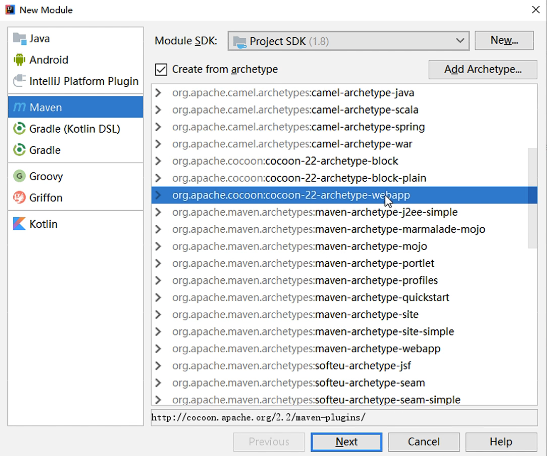 New Module
Java
Android
IntelliJ Platform Plugin
Maven
Gradle (Kotlin DSL)
Gradle
Groovy
Griffon
Kotlin
Module SDK: Project SDK (1.8) New...
Create from archetype Add Archetype...
org.apache.camel.archetypes:camel-archetype-java
org.apache.camel.archetypes:camel-archetype-scala
org.apache.camel.archetypes:camel-archetype-spring
org.apache.camel.archetypes:camel-archetype-war
org.apache.cocoon:cocoon-22-archetype-block
org.apache.cocoon:cocoon-22-archetype-block-plain
org.apache.cocoon:cocoon-22-archetype-webapp
org.apache.maven.archetypes:maven-archetype-j2ee-simple
org.apache.maven.archetypes:maven-archetype-marmalade-mojo
org.apache.maven.archetypes:maven-archetype-mojo
org.apache.maven.archetypes:maven-archetype-portlet
org.apache.maven.archetypes:maven-archetype-profiles
org.apache.maven.archetypes:maven-archetype-quickstart
org.apache.maven.archetypes:maven-archetype-site
org.apache.maven.archetypes:maven-archetype-site-simple
org.apache.maven.archetypes:maven-archetype-webapp
org.apache.maven.archetypes:softeu-archetype-jsf
org.apache.maven.archetypes:softeu-archetype-seam
org.apache.maven.archetypes:softeu-archetype-seam-simple
http://cocoon.apache.org/2.2/maven-plugins/
Previous Next Cancel Help